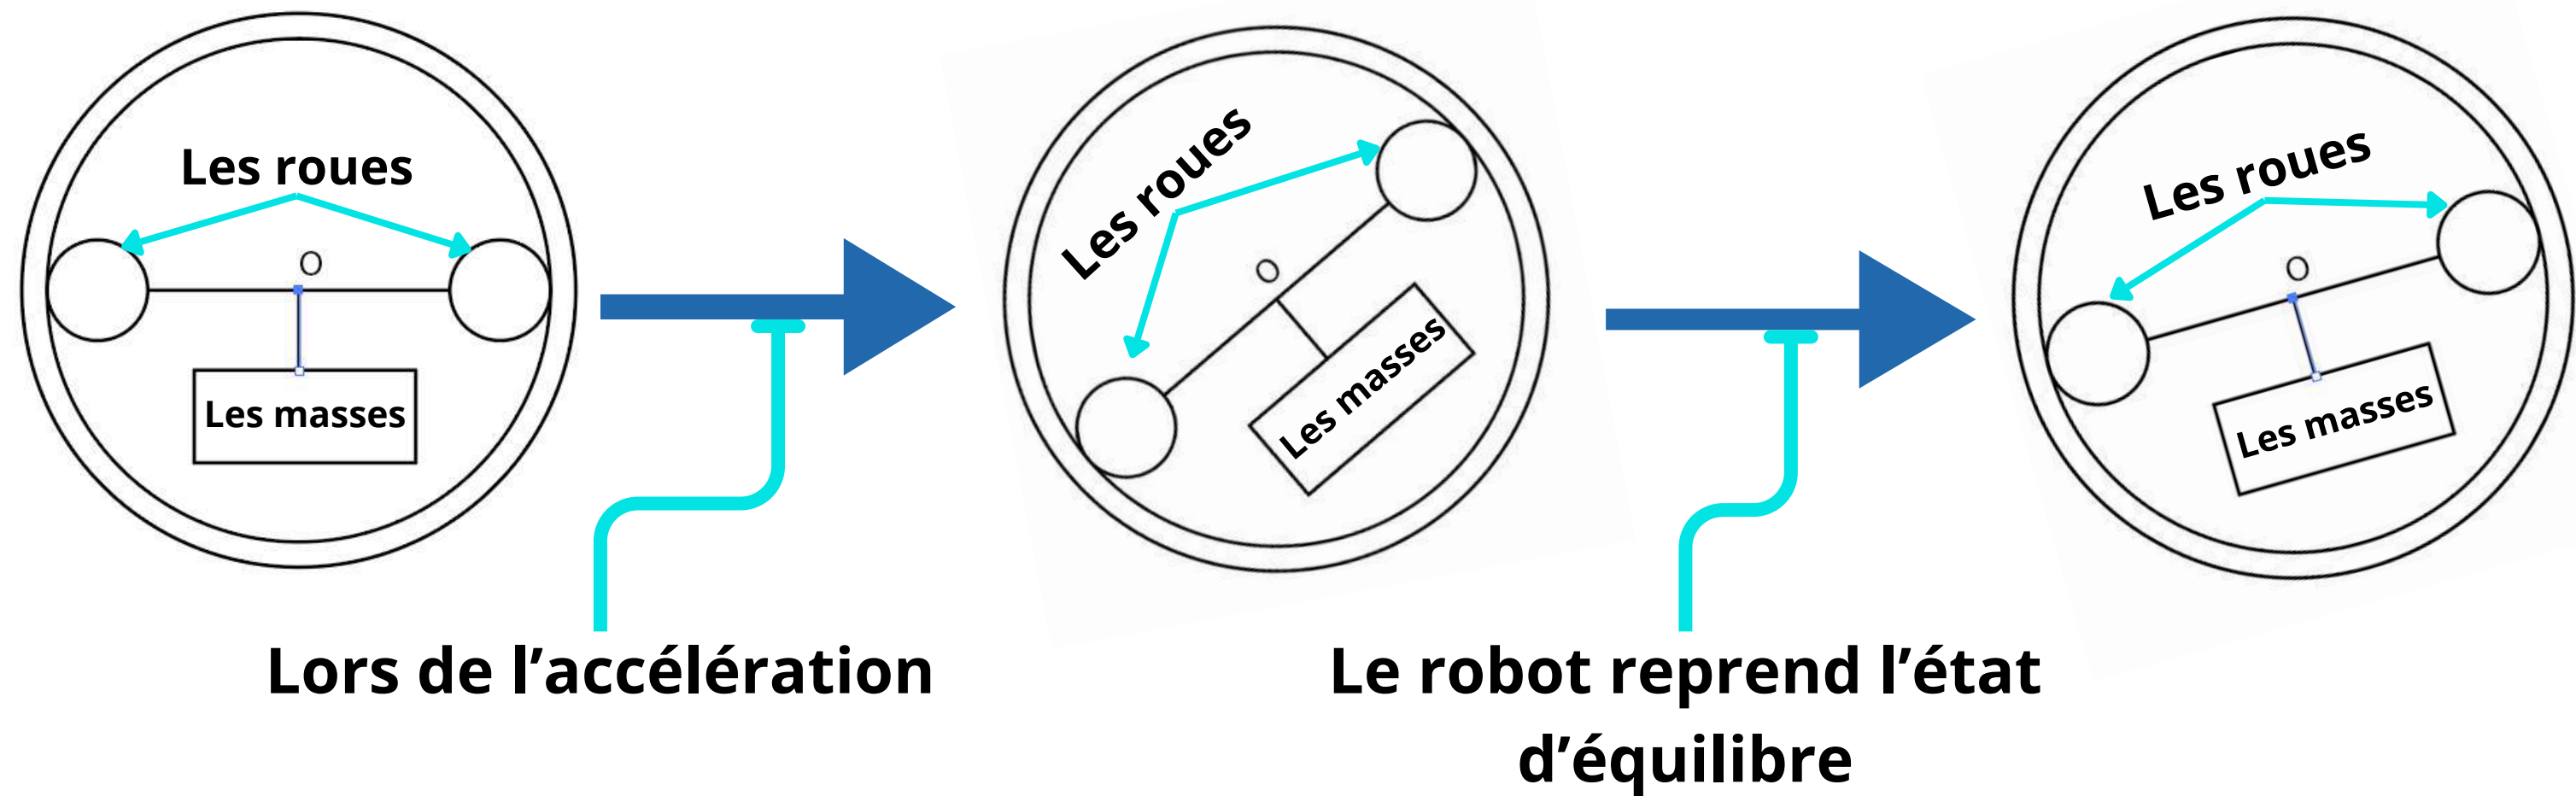 Les roues
O
Les masses
Les roues
O
Les masses
Les roues
O
Les masses
Lors de l’accélération
Le robot reprend l’état
d’équilibre